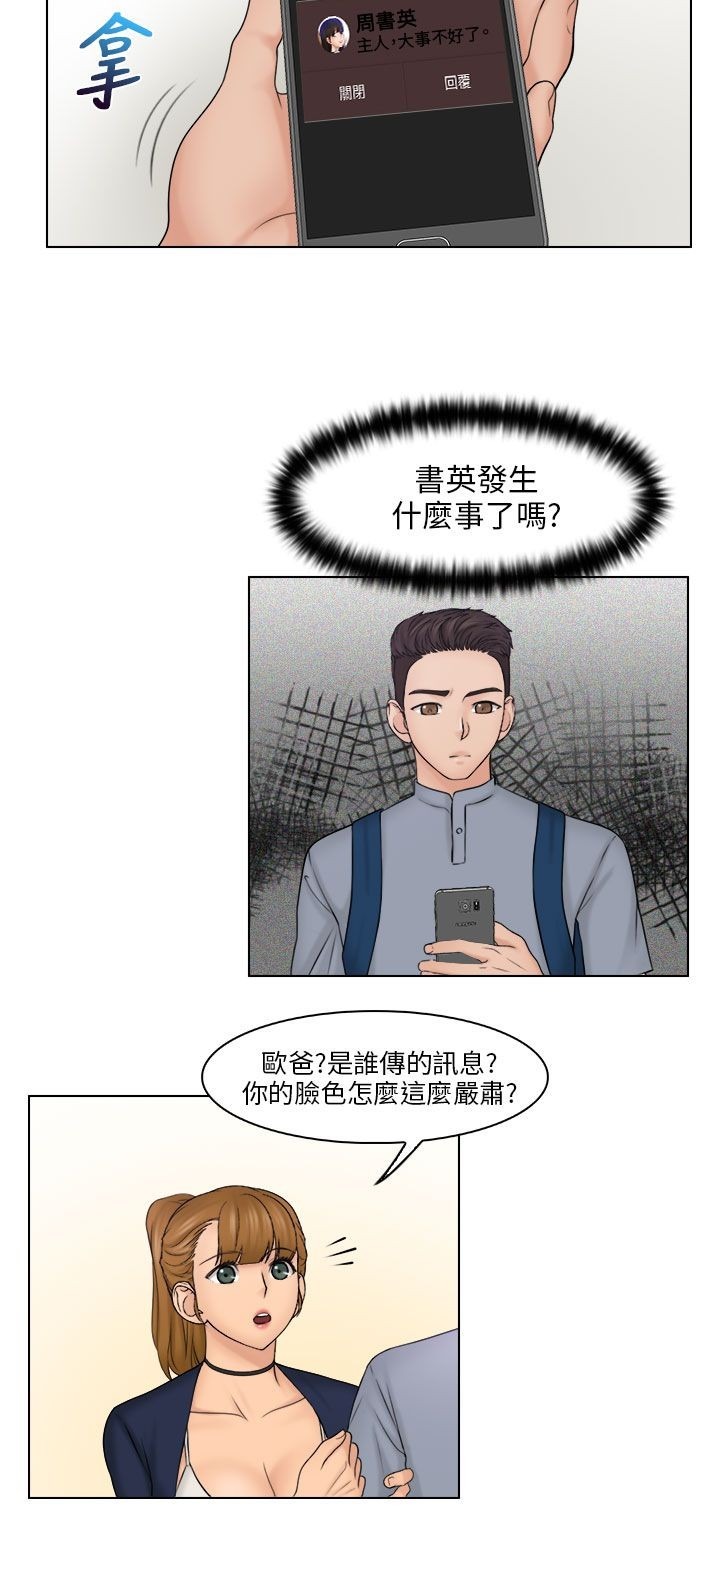 拿
周書英
主人，大事不好了。
關閉
回覆
書英發生
什麼事了嗎?
歐爸?是誰傳的訊息?
你的臉色怎麼這麼嚴肅?